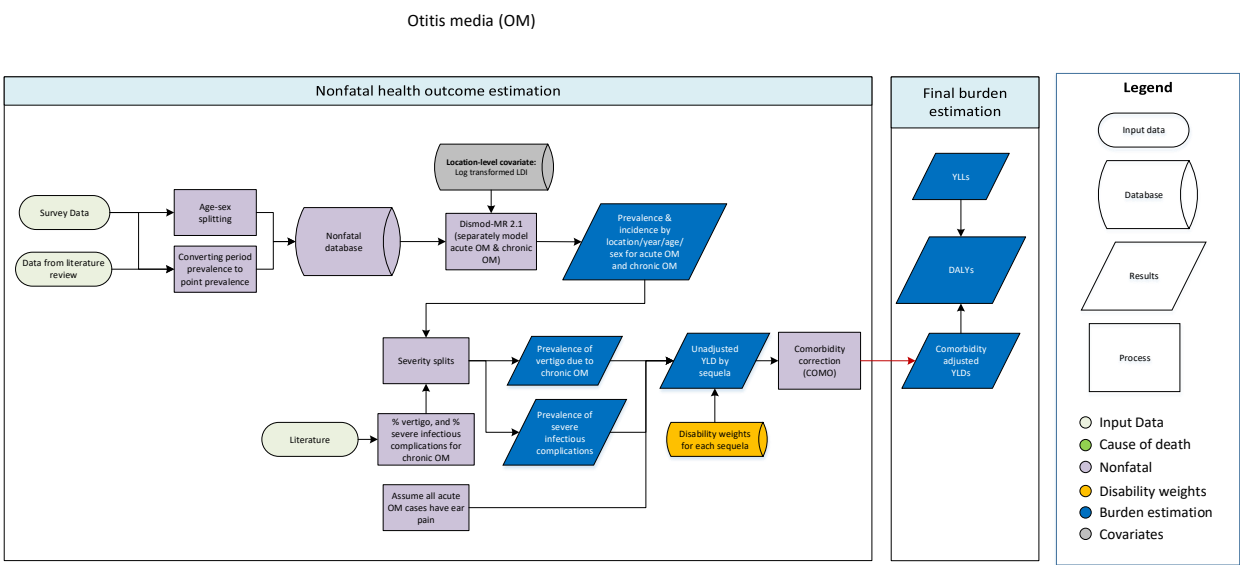 Otitis media (OM)
Nonfatal health outcome estimation
Final burden
estimation
Legend
Location-level covariate:
Log transformed LDI
Survey Data
Age-sex
splitting
Nonfatal
database
Dismod-MR 2.1
(separately model
acute OM & chronic
OM)
Prevalence &
incidence by
location/year/age/
sex for acute OM
and chronic OM
Data from literature
review
Converting period
prevalence to
point prevalence
Severity splits
Prevalence of
vertigo due to
chronic OM
Unadjusted
YLD by
sequela
Comorbidity
correction
(COMO)
Literature
% vertigo, and %
severe infectious
complications for
chronic OM
Prevalence of
severe
infectious
complications
Disability weights
for each sequela
Assume all acute
OM cases have ear
pain
YLLs
DALYs
Comorbidity
adjusted
YLDs
Input data
Database
Results
Process
Input Data
Cause of death
Nonfatal
Disability weights
Burden estimation
Covariates